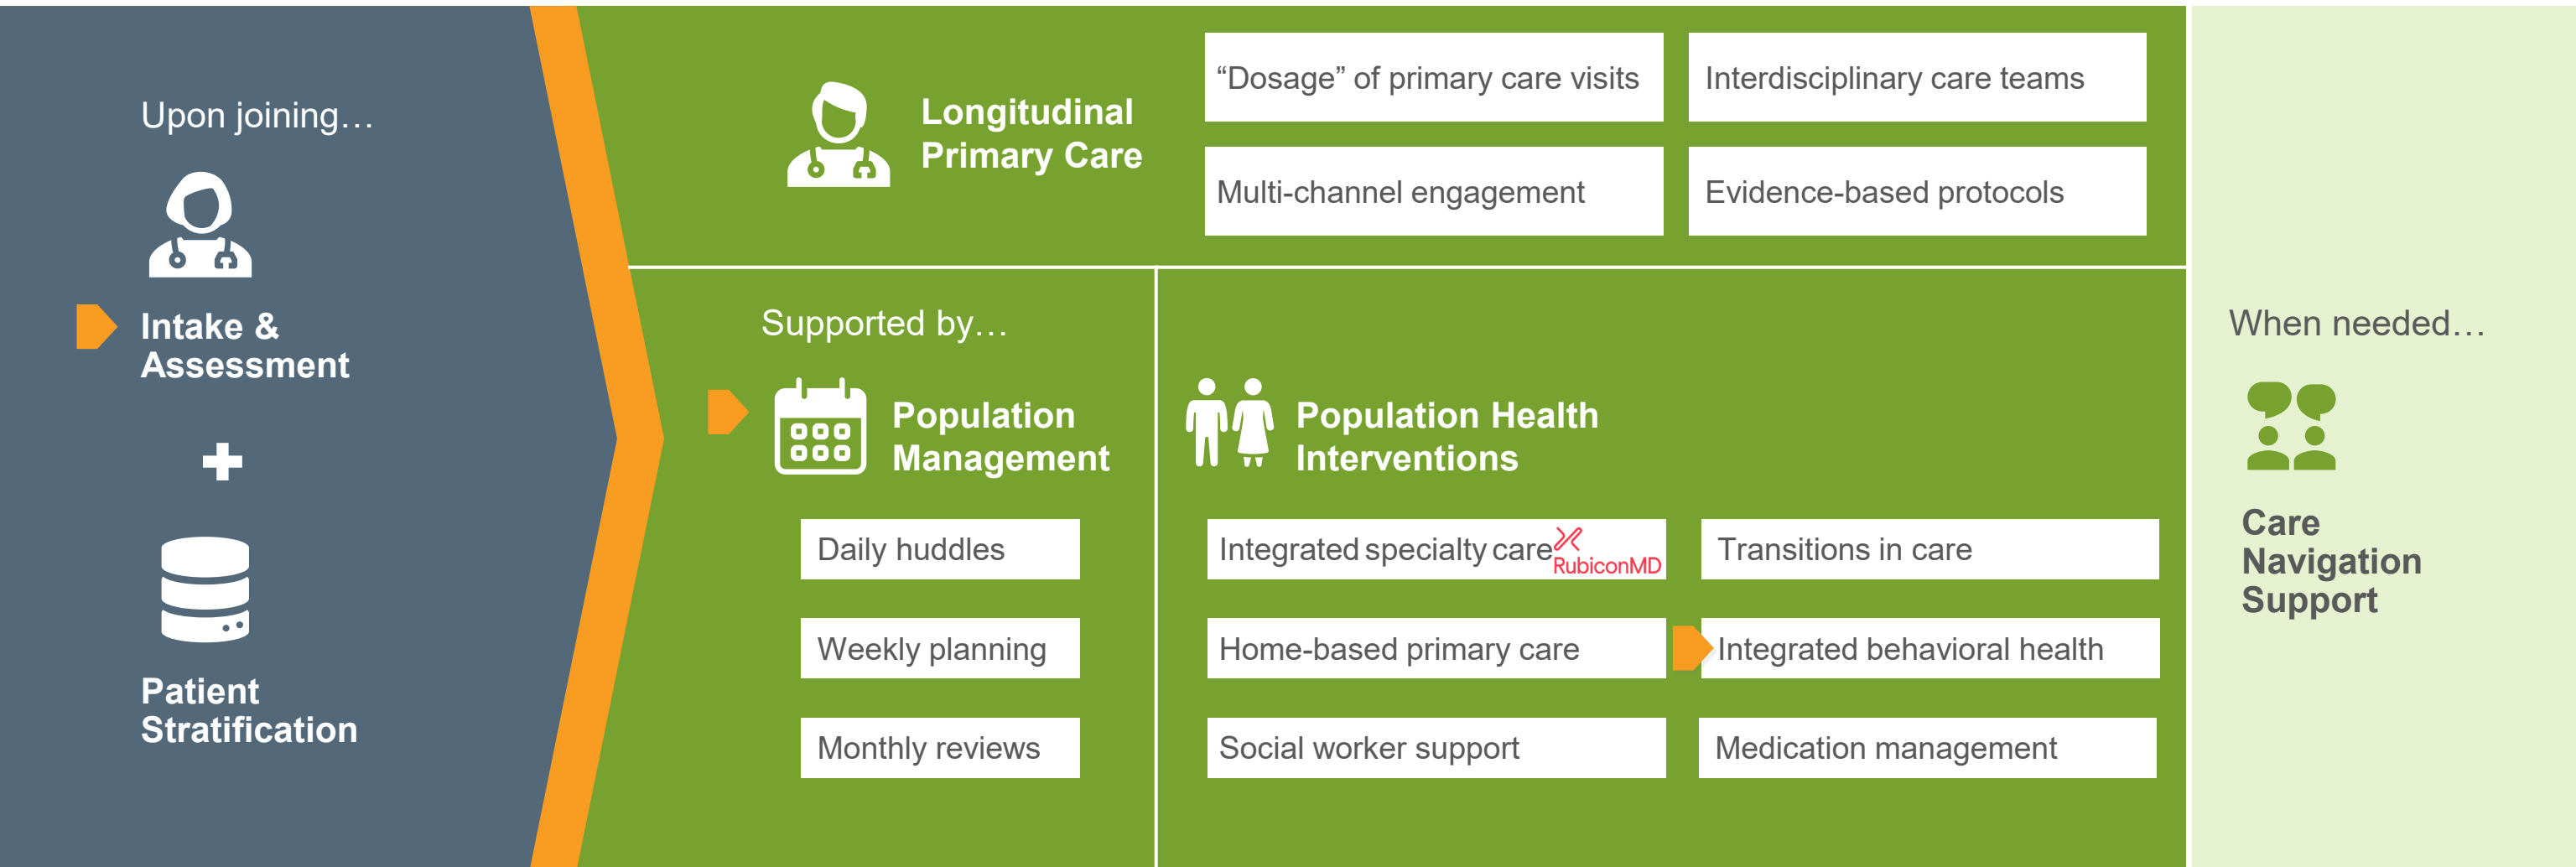 Upon joining…
Intake &
Assessment
Patient
Stratification
Longitudinal
Primary Care
“Dosage” of primary care visits
Interdisciplinary care teams
Multi-channel engagement
Evidence-based protocols
Supported by…
Population
Management
Daily huddles
Weekly planning
Monthly reviews
Population Health
Interventions
Integrated specialty care
RubiconMD
Transitions in care
Home-based primary care
Integrated behavioral health
Social worker support
Medication management
When needed…
Care
Navigation
Support